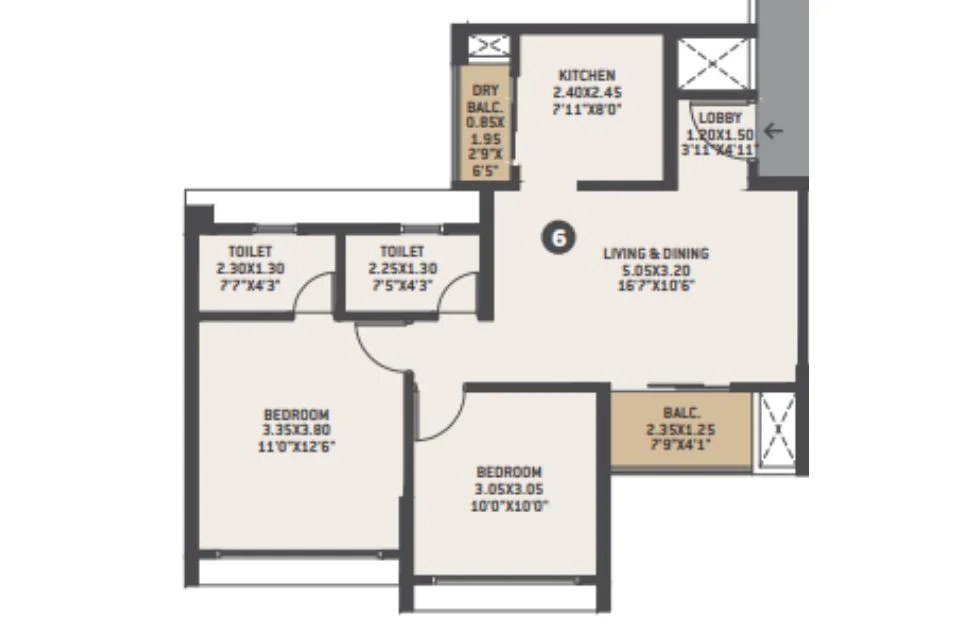 KITCHEN
2.40X2.45
7'11"X8'0"
DRY
BALC.
0.85X
1.95
2'9"X
6'5"
LOBBY
1.20X1.50
3'11"X4'11"
6
LIVING & DINING
5.05X3.20
16'7"X10'6"
TOILET
2.30X1.30
7'7"X4'3"
TOILET
2.25X1.30
7'5"X4'3"
BEDROOM
3.35X3.80
11'0"X12'6"
BALC.
2.35X1.25
7'9"X4'1"
BEDROOM
3.05X3.05
10'0"X10'0"